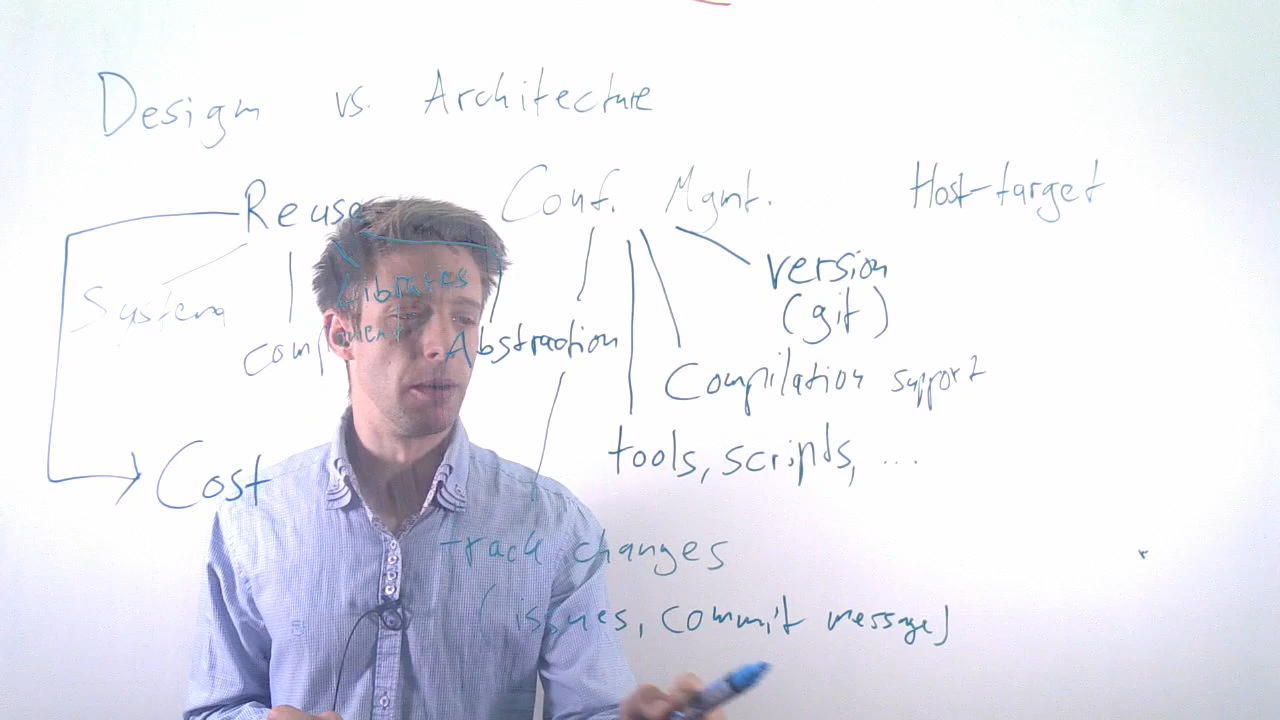 Design vs. Architecture
Reuse Conf. Mgmt. Host-target
Libraries version
System (git)
component Abstraction
Compilation support
Cost tools, scripts, ...
track changes
(issues, commit message)